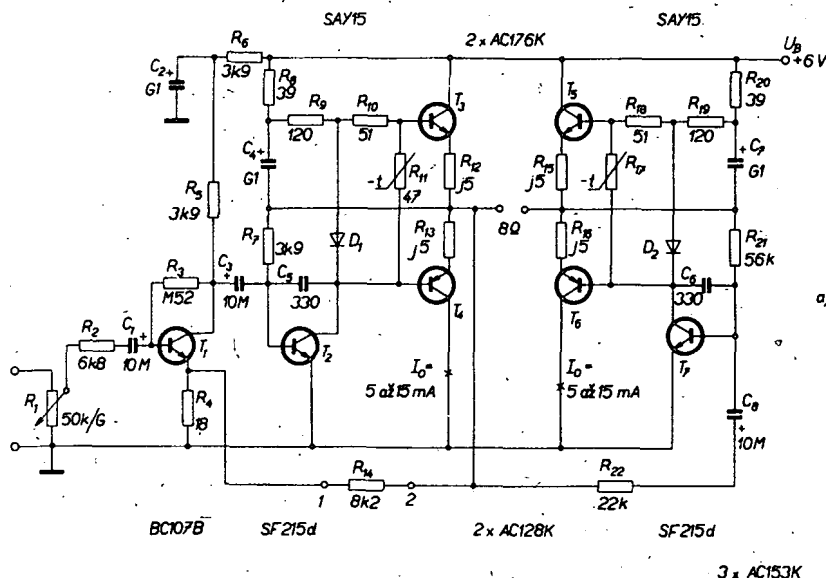 SAY15
SAY15
2 x AC176K
U_B
+6V
R6
3k9
C2
+
G1
R8
39
R20
39
R9
120
R10
51
T3
T5
R18
51
R19
120
C4
+
G1
R11
-t
47
R12
j5
R15
j5
R17
-t
+
C7
G1
R5
3k9
8Ω
R7
3k9
D1
R13
j5
R16
j5
D2
R21
56k
R3
M52
C3
+
10M
C5
330
C6
330
a,
R2
6k8
C1
+
10M
T1
T2
T4
T6
T7
I0=
5 až 15 mA
I0=
5 až 15 mA
C8
+
10M
R1
50k/G
R4
18
R14
1
8k2
2
R22
22k
BC107B
SF215d
2 x AC128K
SF215d
3 x AC153K